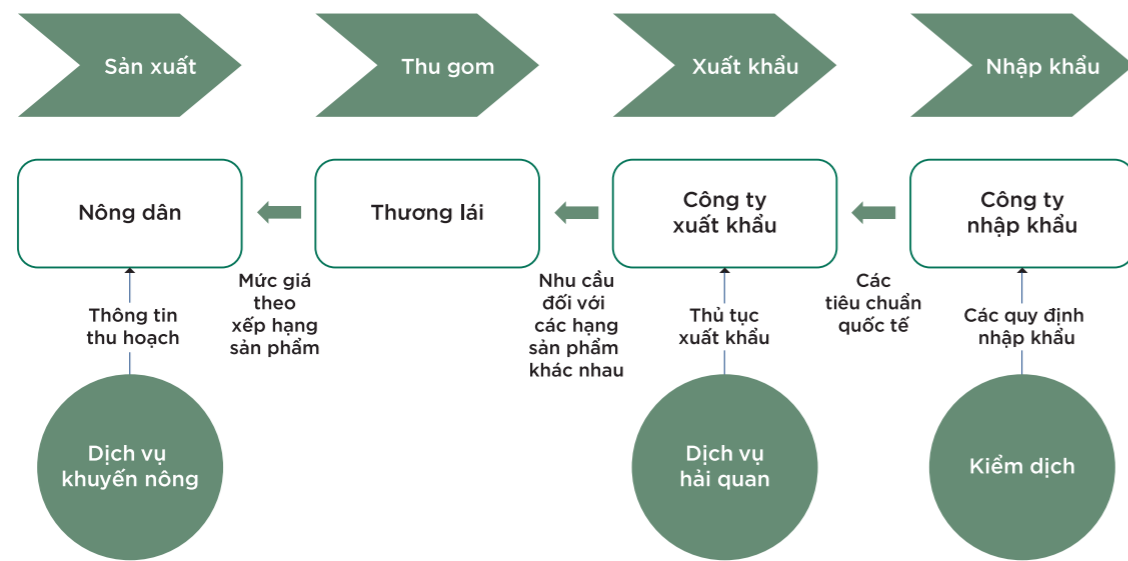 Sản xuất
Thu gom
Xuất khẩu
Nhập khẩu
Nông dân
Thương lái
Công ty
xuất khẩu
Công ty
nhập khẩu
Mức giá
theo
xếp hạng
sản phẩm
Nhu cầu
đối với
các hạng
sản phẩm
khác nhau
Các
tiêu chuẩn
quốc tế
Thông tin
thu hoạch
Thủ tục
xuất khẩu
Các quy định
nhập khẩu
Dịch vụ
khuyến nông
Dịch vụ
hải quan
Kiểm dịch